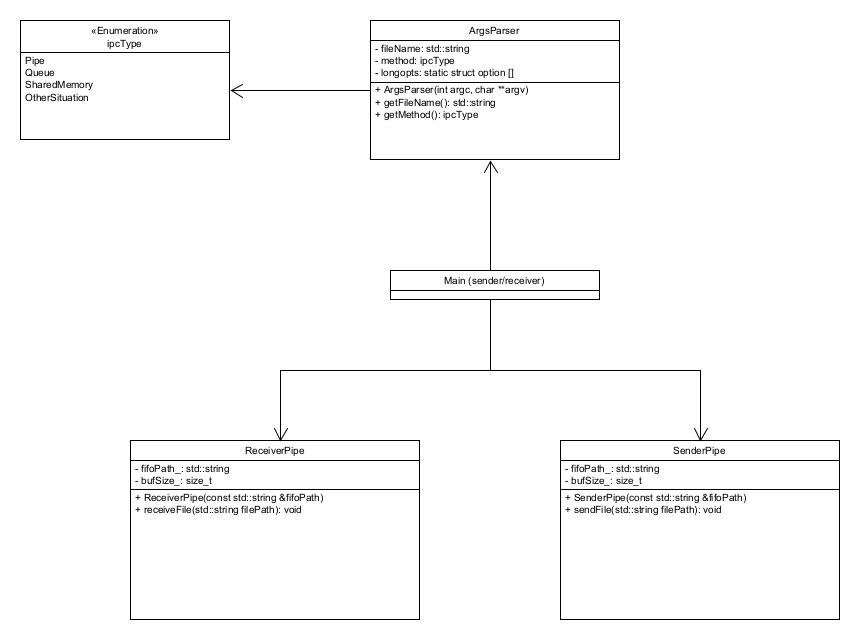 «Enumeration»
ipcType
Pipe
Queue
SharedMemory
OtherSituation
ArgsParser
- fileName: std::string
- method: ipcType
- longopts: static struct option []
+ ArgsParser(int argc, char **argv)
+ getFileName(): std::string
+ getMethod(): ipcType
Main (sender/receiver)
ReceiverPipe
- fifoPath_: std::string
- bufSize_: size_t
+ ReceiverPipe(const std::string &fifoPath)
+ receiveFile(std::string filePath): void
SenderPipe
- fifoPath_: std::string
- bufSize_: size_t
+ SenderPipe(const std::string &fifoPath)
+ sendFile(std::string filePath): void